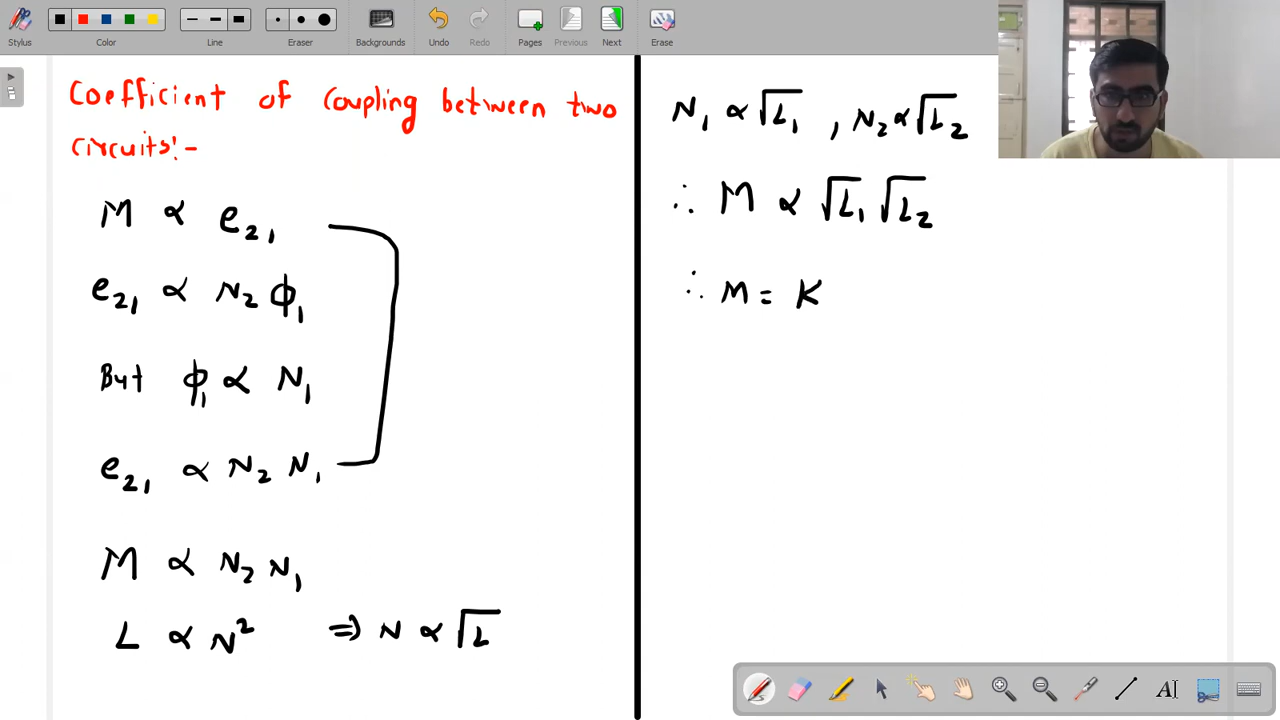 Stylus Color Line Eraser Backgrounds Undo Redo Pages Previous Next Erase
Coefficient of coupling between two
circuits:-
M ∝ e₂₁
e₂₁ ∝ N₂ ϕ₁
But ϕ₁ ∝ N₁
e₂₁ ∝ N₂ N₁
M ∝ N₂ N₁
L ∝ N² ⇒ N ∝ √L
N₁ ∝ √L₁ , N₂ ∝ √L₂
∴ M ∝ √L₁ √L₂
∴ M = K